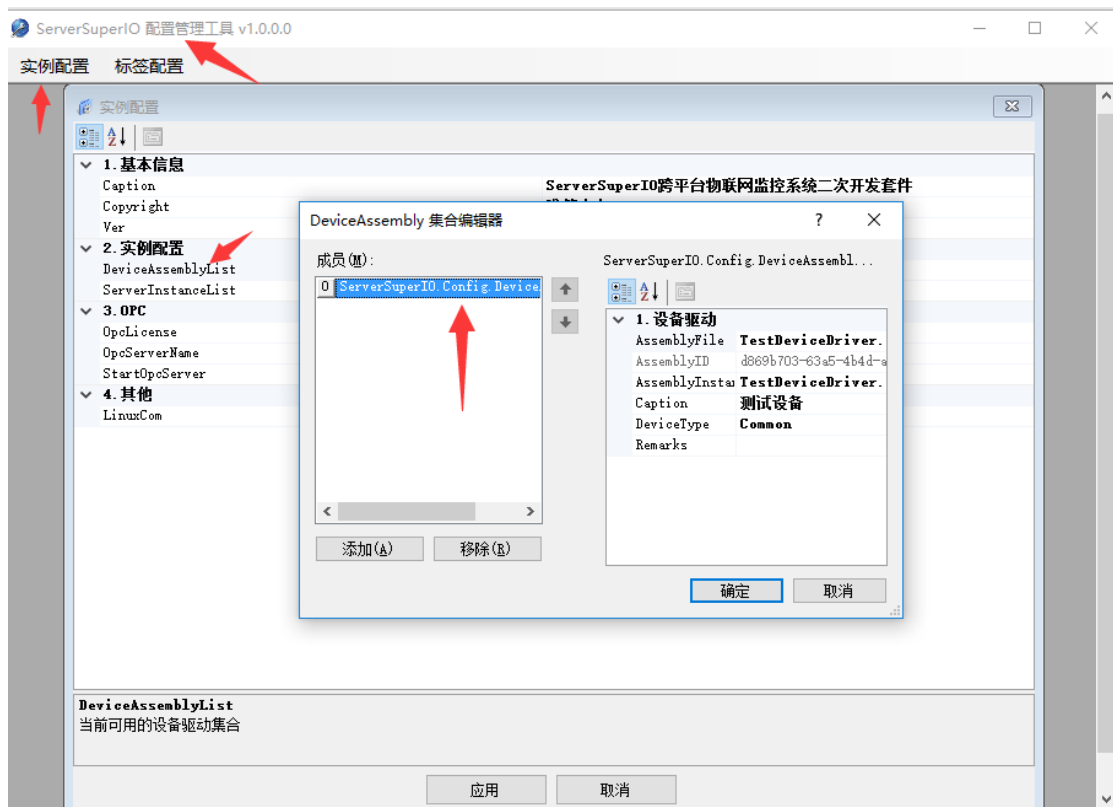 ServerSuperIO 配置管理工具 v1.0.0.0
实例配置 标签配置
实例配置
1.基本信息
Caption ServerSuperIO跨平台物联网监控系统二次开发套件
Copyright
Ver
2.实例配置
DeviceAssemblyList
ServerInstanceList
3.OPC
OpcLicense
OpcServerName
StartOpcServer
4.其他
LinuxCom
DeviceAssembly 集合编辑器
成员(M):
0 ServerSuperIO.Config.Device
添加(A) 移除(R)
ServerSuperIO.Config.DeviceAssembl...
1.设备驱动
AssemblyFile TestDeviceDriver.
AssemblyID d869b703-63a5-4b4d-a
AssemblyInsta TestDeviceDriver.
Caption 测试设备
DeviceType Common
Remarks
确定 取消
DeviceAssemblyList
当前可用的设备驱动集合
应用 取消